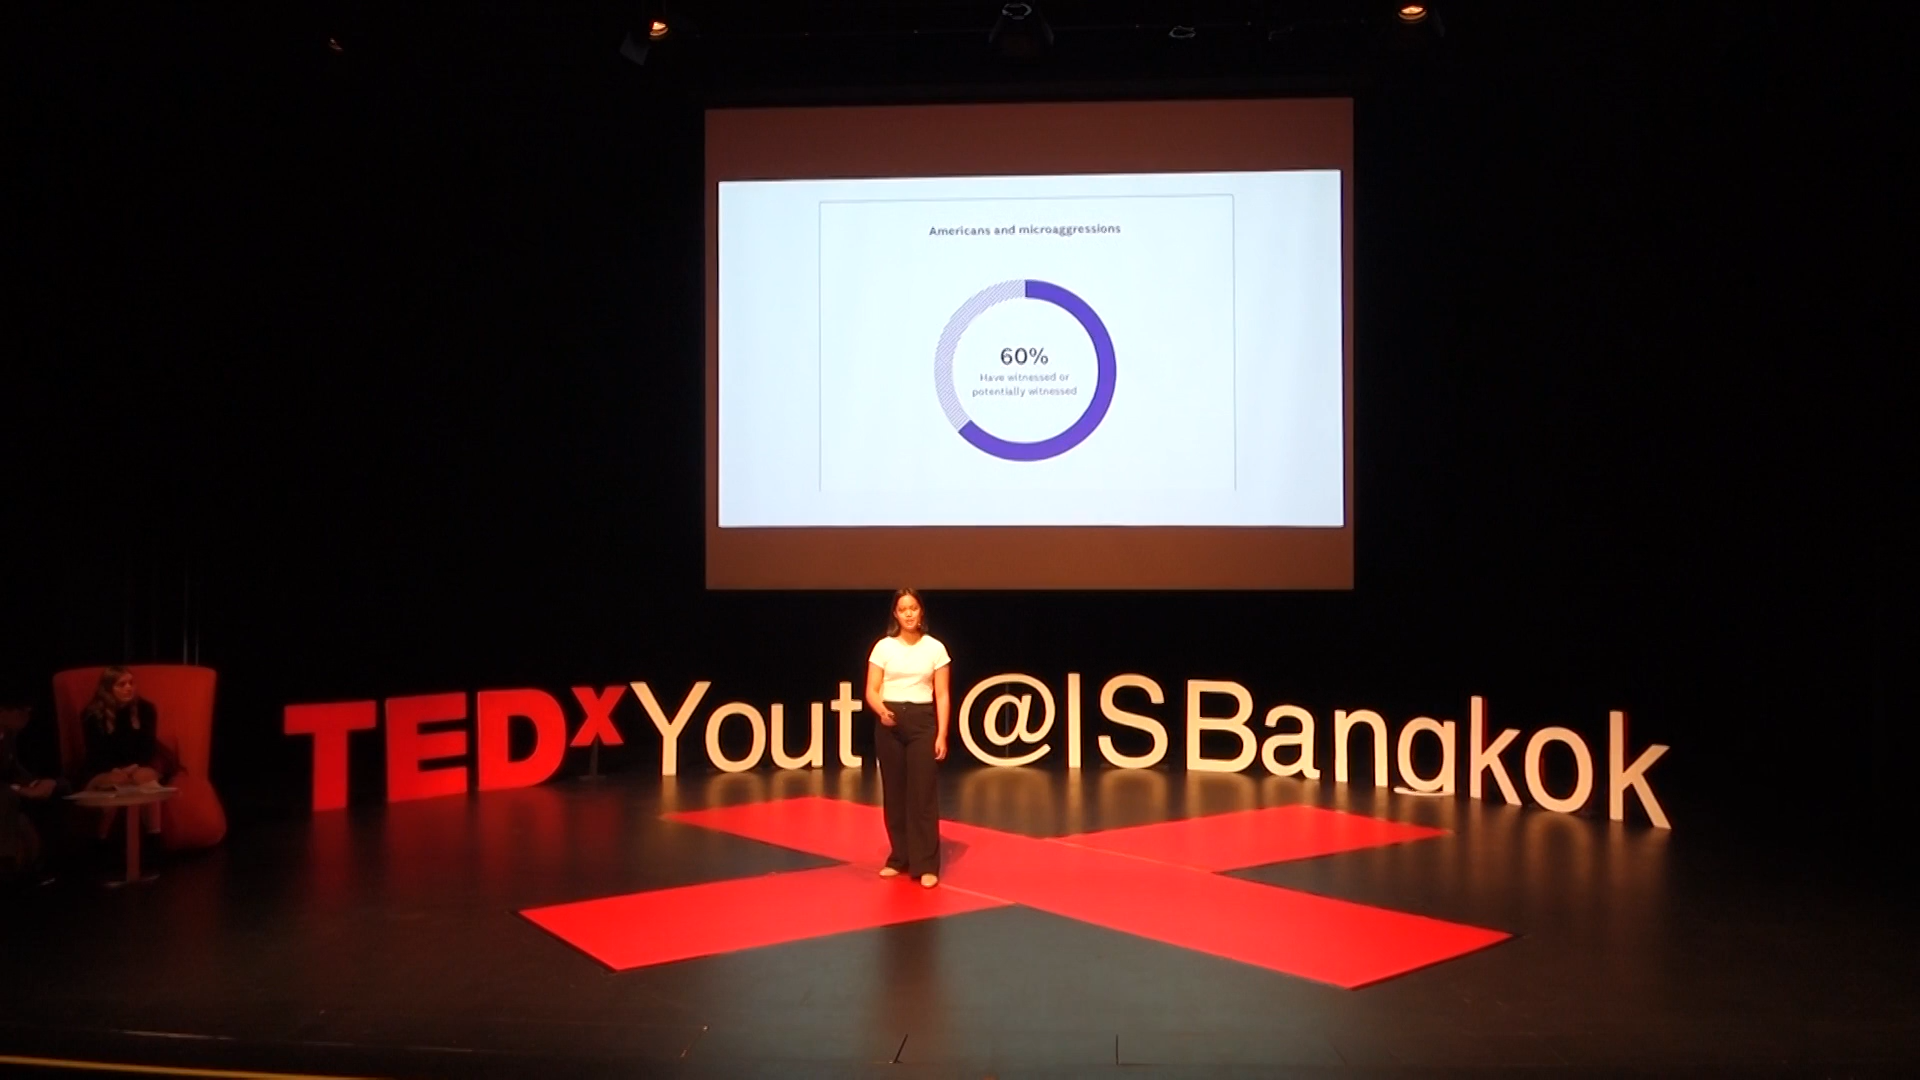 Americans and microaggressions
60%
Have witnessed or
potentially witnessed
TEDxYout @ISBangkok